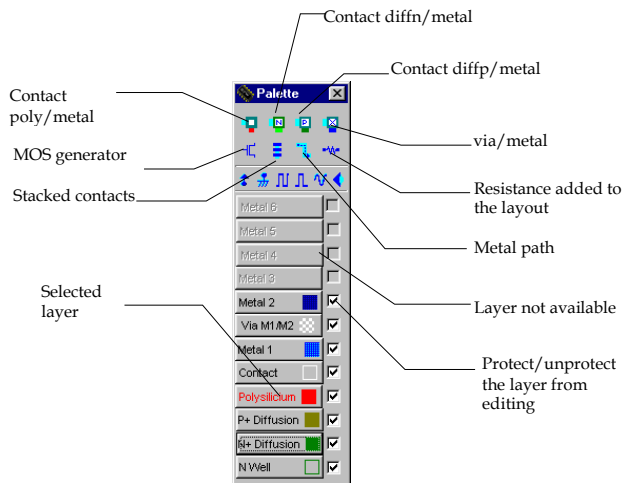 Contact diffn/metal
Contact diffp/metal
Contact
poly/metal
MOS generator
Stacked contacts
Selected
layer
Palette
N
P
Metal 6
Metal 5
Metal 4
Metal 3
Metal 2
Via M1/M2
Metal 1
Contact
Polysilicium
P+ Diffusion
N+ Diffusion
N Well
via/metal
Resistance added to
the layout
Metal path
Layer not available
Protect/unprotect
the layer from
editing